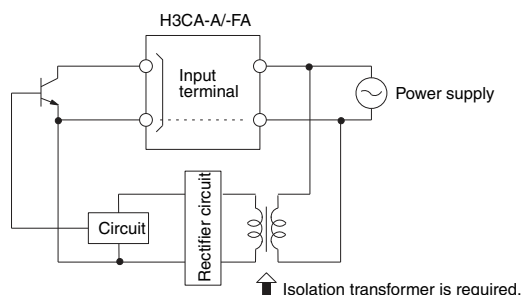 H3CA-A/-FA
Input
terminal
Power supply
Circuit
Rectifier circuit
Isolation transformer is required.